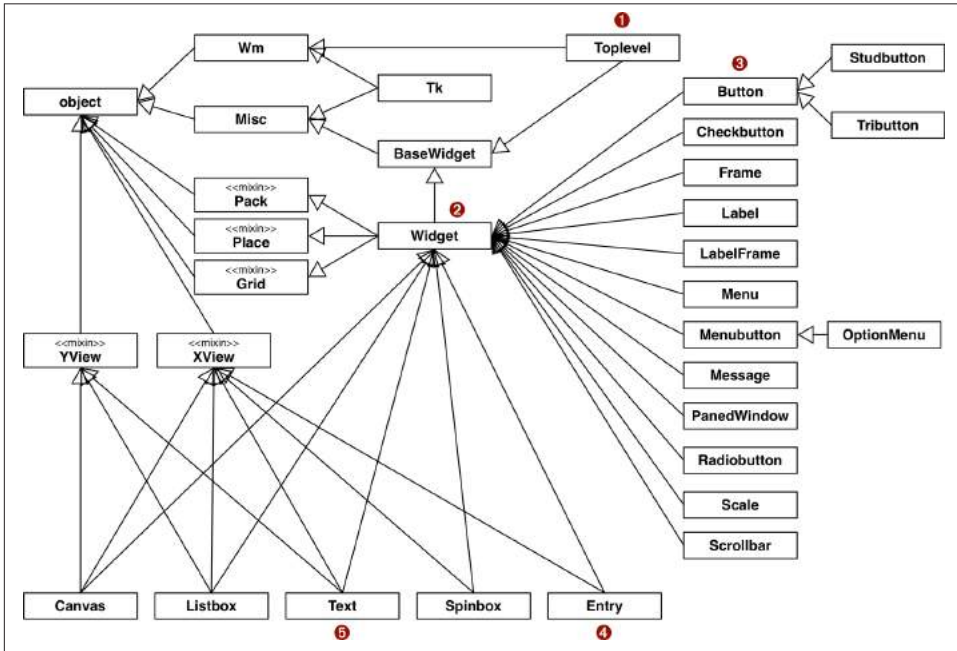 ❶
Wm
Toplevel
❸
Studbutton
Tk
Button
object
Misc
Checkbutton
Tributton
BaseWidget
Frame
<<mixin>>
Pack
❷
Label
<<mixin>>
Place
Widget
LabelFrame
<<mixin>>
Grid
Menu
<<mixin>>
YView
<<mixin>>
XView
Menubutton
OptionMenu
Message
PanedWindow
Radiobutton
Scale
Scrollbar
Canvas
Listbox
Text
Spinbox
Entry
❺
❹